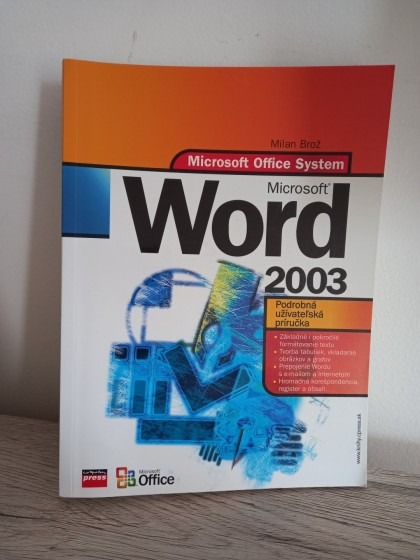 Milan Brož
Microsoft Office System
Microsoft®
Word
2003
Podrobná
užívateľská
príručka
• Základné i pokročilé
formátovanie textu
• Tvorba tabuliek, vkladanie
obrázkov a grafov
• Prepojenie Wordu
s e-mailom a internetom
• Hromadná korešpondencia,
register a obsah
www.knihy.cpress.sk
computer
press
Microsoft
Office